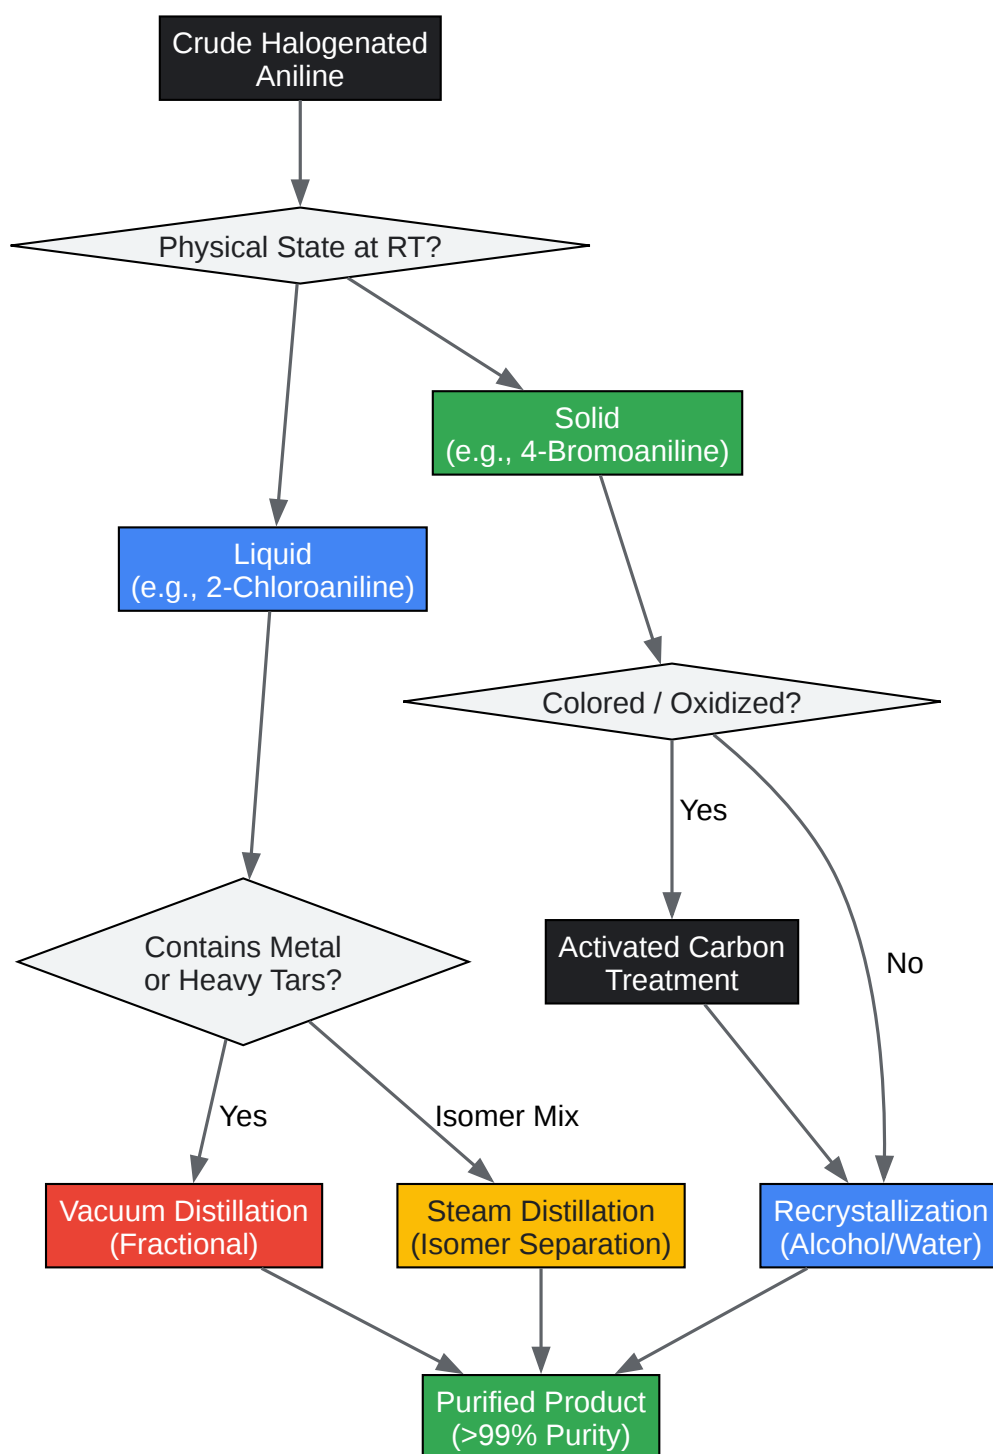 Crude Halogenated
Aniline
Physical State at RT?
Solid
(e.g., 4-Bromoaniline)
Liquid
(e.g., 2-Chloroaniline)
Colored / Oxidized?
Yes
Contains Metal
or Heavy Tars?
Activated Carbon
Treatment
No
Yes
Isomer Mix
Vacuum Distillation
(Fractional)
Steam Distillation
(Isomer Separation)
Recrystallization
(Alcohol/Water)
Purified Product
(>99% Purity)